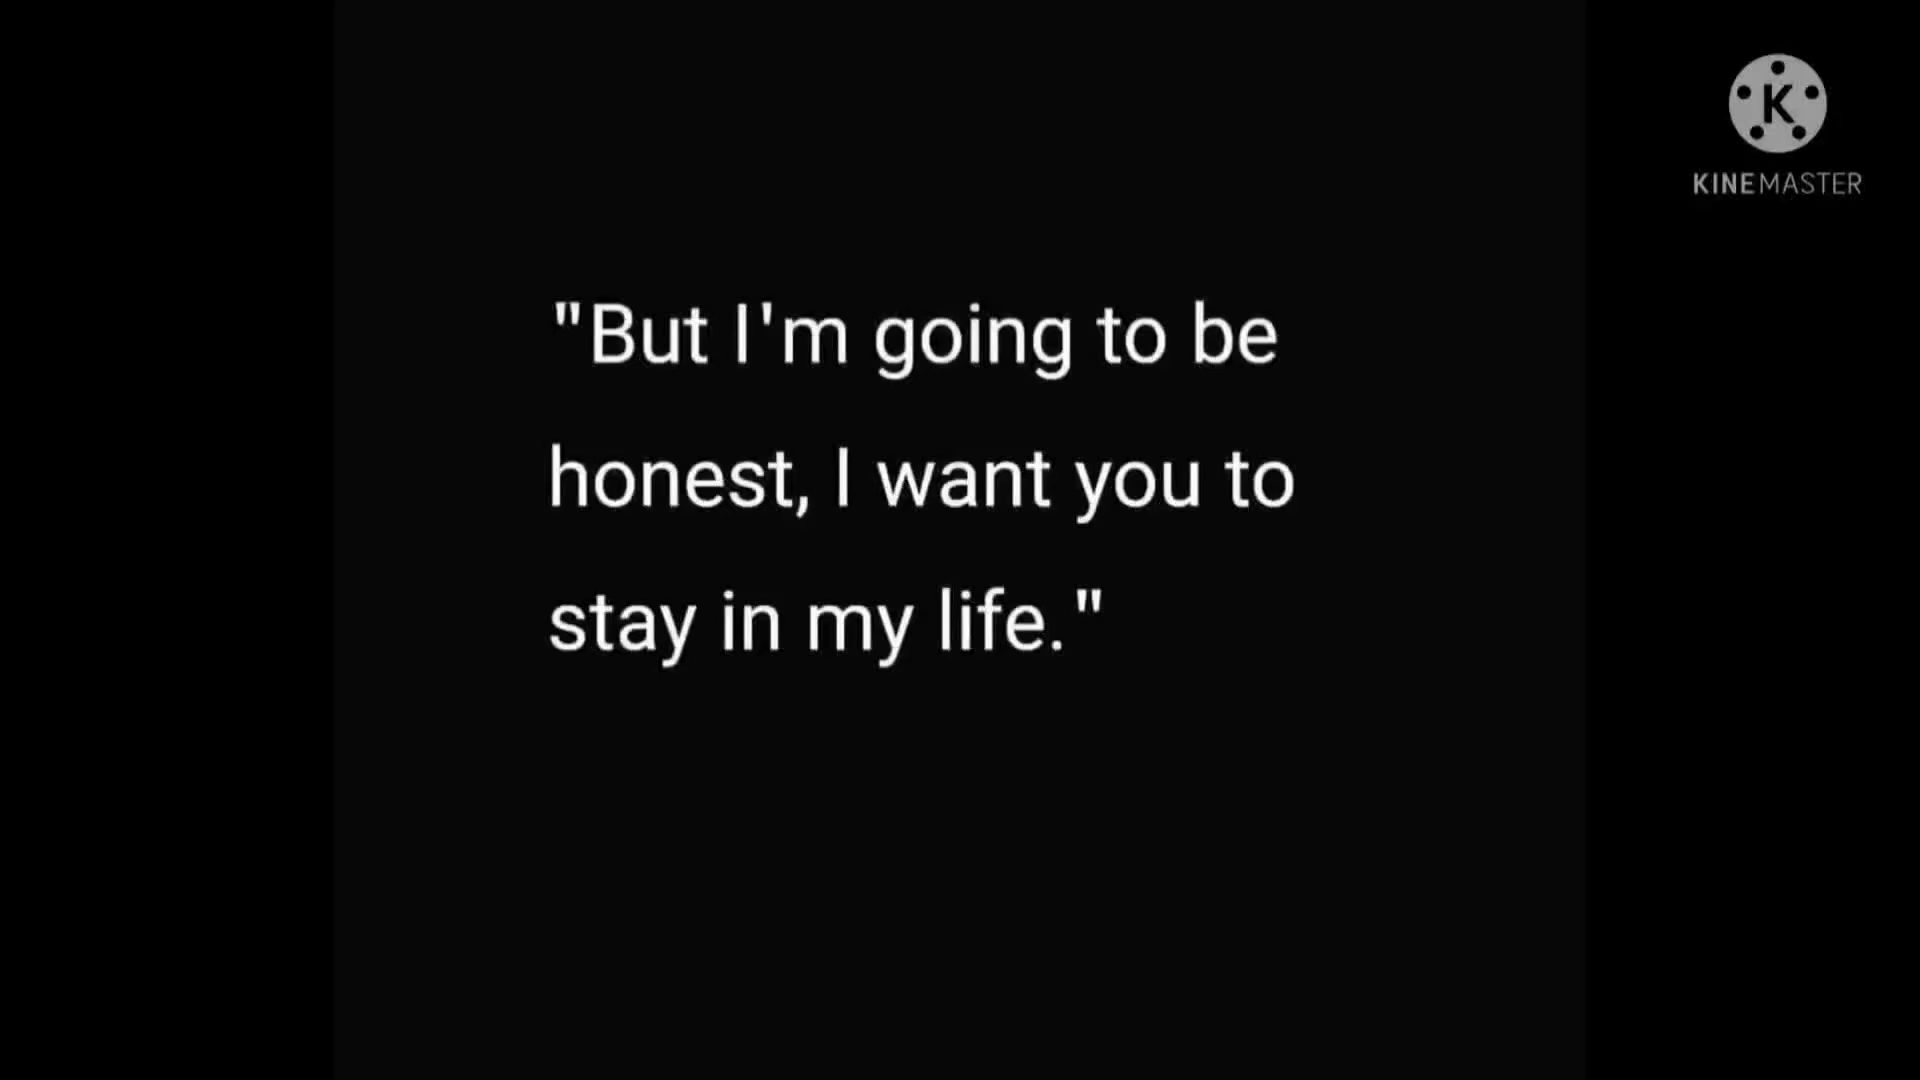 K
KINEMASTER
"But I'm going to be
honest, I want you to
stay in my life."